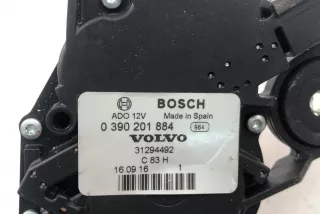 BOSCH
ADO 12V Made in Spain
0 390 201 884 984
VOLVO
31294492
C 83 H
16.09.16 1